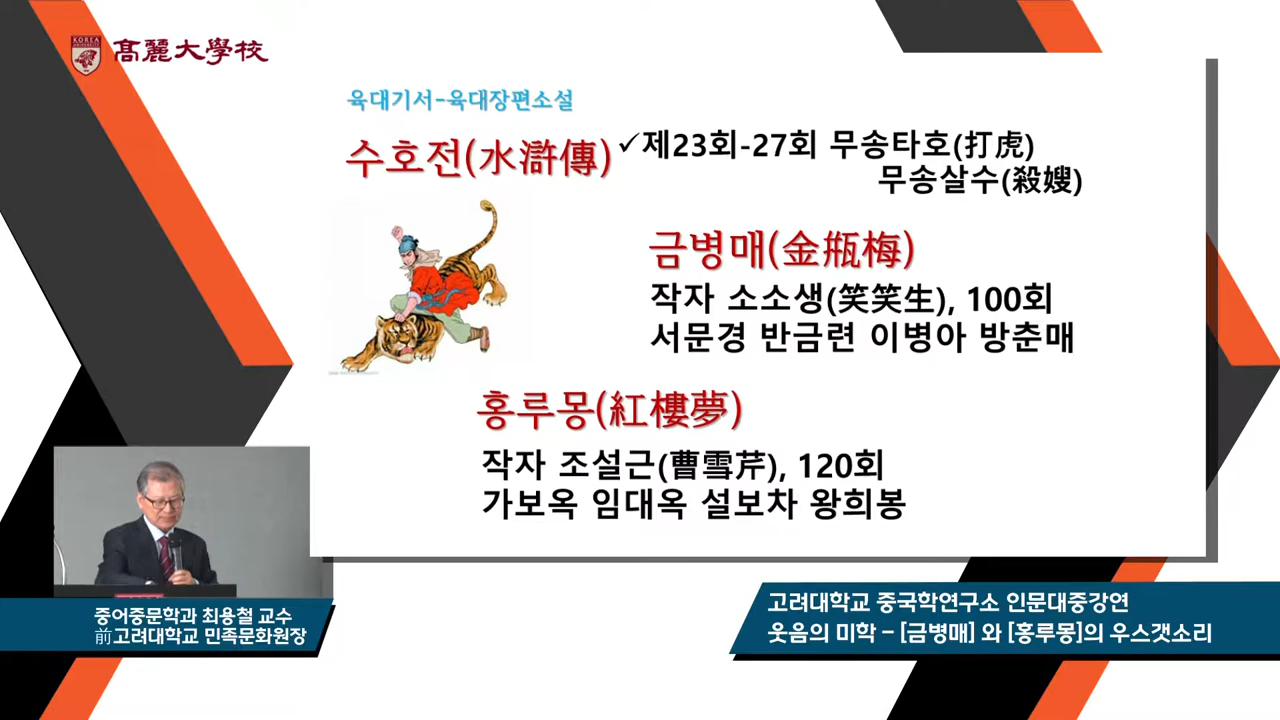 KOREA
UNIVERSITY
髙麗大學校
육대기서-육대장편소설
수호전(水滸傳)
✓제23회-27회 무송타호(打虎)
무송살수(殺嫂)
금병매(金甁梅)
작자 소소생(笑笑生), 100회
서문경 반금련 이병아 방춘매
홍루몽(紅樓夢)
작자 조설근(曹雪芹), 120회
가보옥 임대옥 설보차 왕희봉
중어중문학과 최용철 교수
前고려대학교 민족문화원장
고려대학교 중국학연구소 인문대중강연
웃음의 미학 – [금병매] 와 [홍루몽]의 우스갯소리